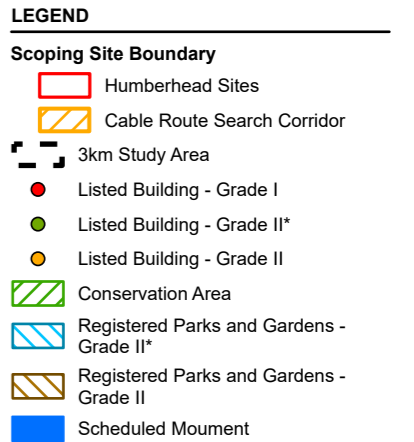 LEGEND
Scoping Site Boundary
Humberhead Sites
Cable Route Search Corridor
3km Study Area
Listed Building - Grade I
Listed Building - Grade II*
Listed Building - Grade II
Conservation Area
Registered Parks and Gardens -
Grade II*
Registered Parks and Gardens -
Grade II
Scheduled Moument